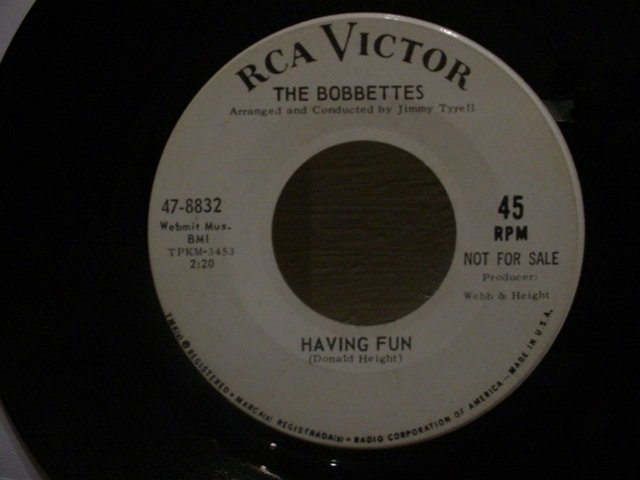 RCA VICTOR
THE BOBBETTES
Arranged and Conducted by Jimmy Tyrell
47-8832
Webmit Mus.
BMI
TPKM-3453
2:20
45
RPM
NOT FOR SALE
Producer:
Webb & Height
HAVING FUN
(Donald Height)
TMK(s) ® REGISTERED • MARCA(s) REGISTRADA(s) • RADIO CORPORATION OF AMERICA — MADE IN U.S.A.